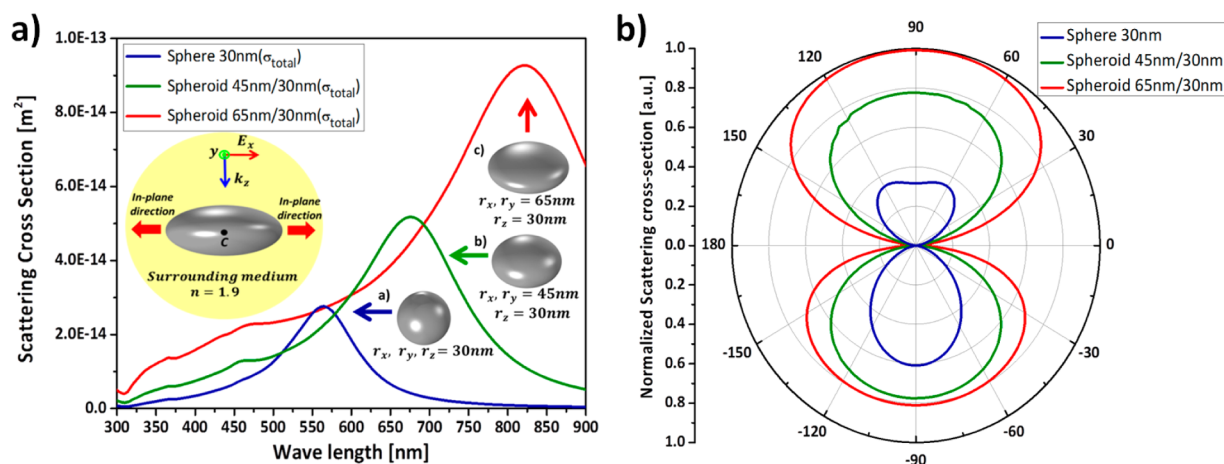 a)
Scattering Cross Section [m²]
1.0E-13
8.0E-14
6.0E-14
4.0E-14
2.0E-14
0.0
300 350 400 450 500 550 600 650 700 750 800 850 900
Wave length [nm]
Sphere 30nm(σtotal)
Spheroid 45nm/30nm(σtotal)
Spheroid 65nm/30nm(σtotal)
y Ex
kz
In-plane direction
In-plane direction
C
Surrounding medium
n = 1.9
c)
rx, ry = 65nm
rz = 30nm
b)
rx, ry = 45nm
rz = 30nm
a)
rx, ry, rz = 30nm
b)
Normalized Scattering cross-section [a.u.]
1.0
0.8
0.6
0.4
0.2
0.0
0.2
0.4
0.6
0.8
1.0
Sphere 30nm
Spheroid 45nm/30nm
Spheroid 65nm/30nm
90
120 60
150 30
180 0
-150 -30
-120 -60
-90